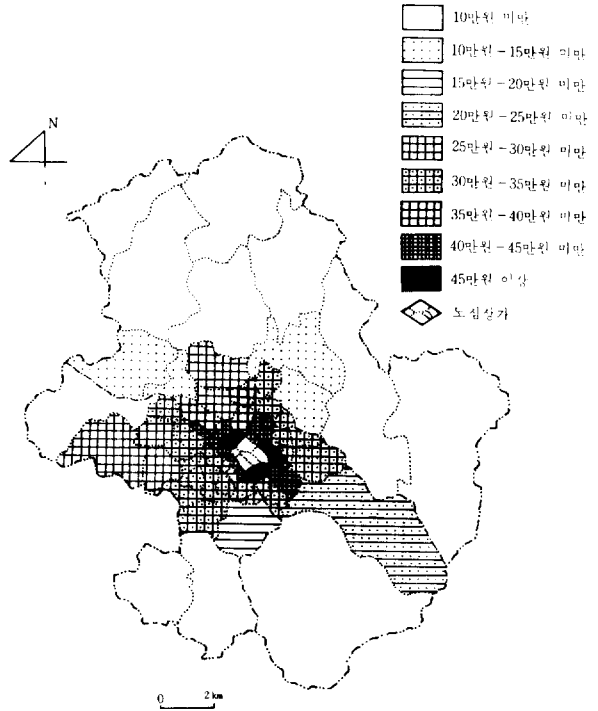 10만원 미만
10만원 - 15만원 미만
15만원 - 20만원 미만
20만원 - 25만원 미만
25만원 - 30만원 미만
30만원 - 35만원 미만
35만원 - 40만원 미만
40만원 - 45만원 미만
45만원 이상
도심상가
N
0 2 km